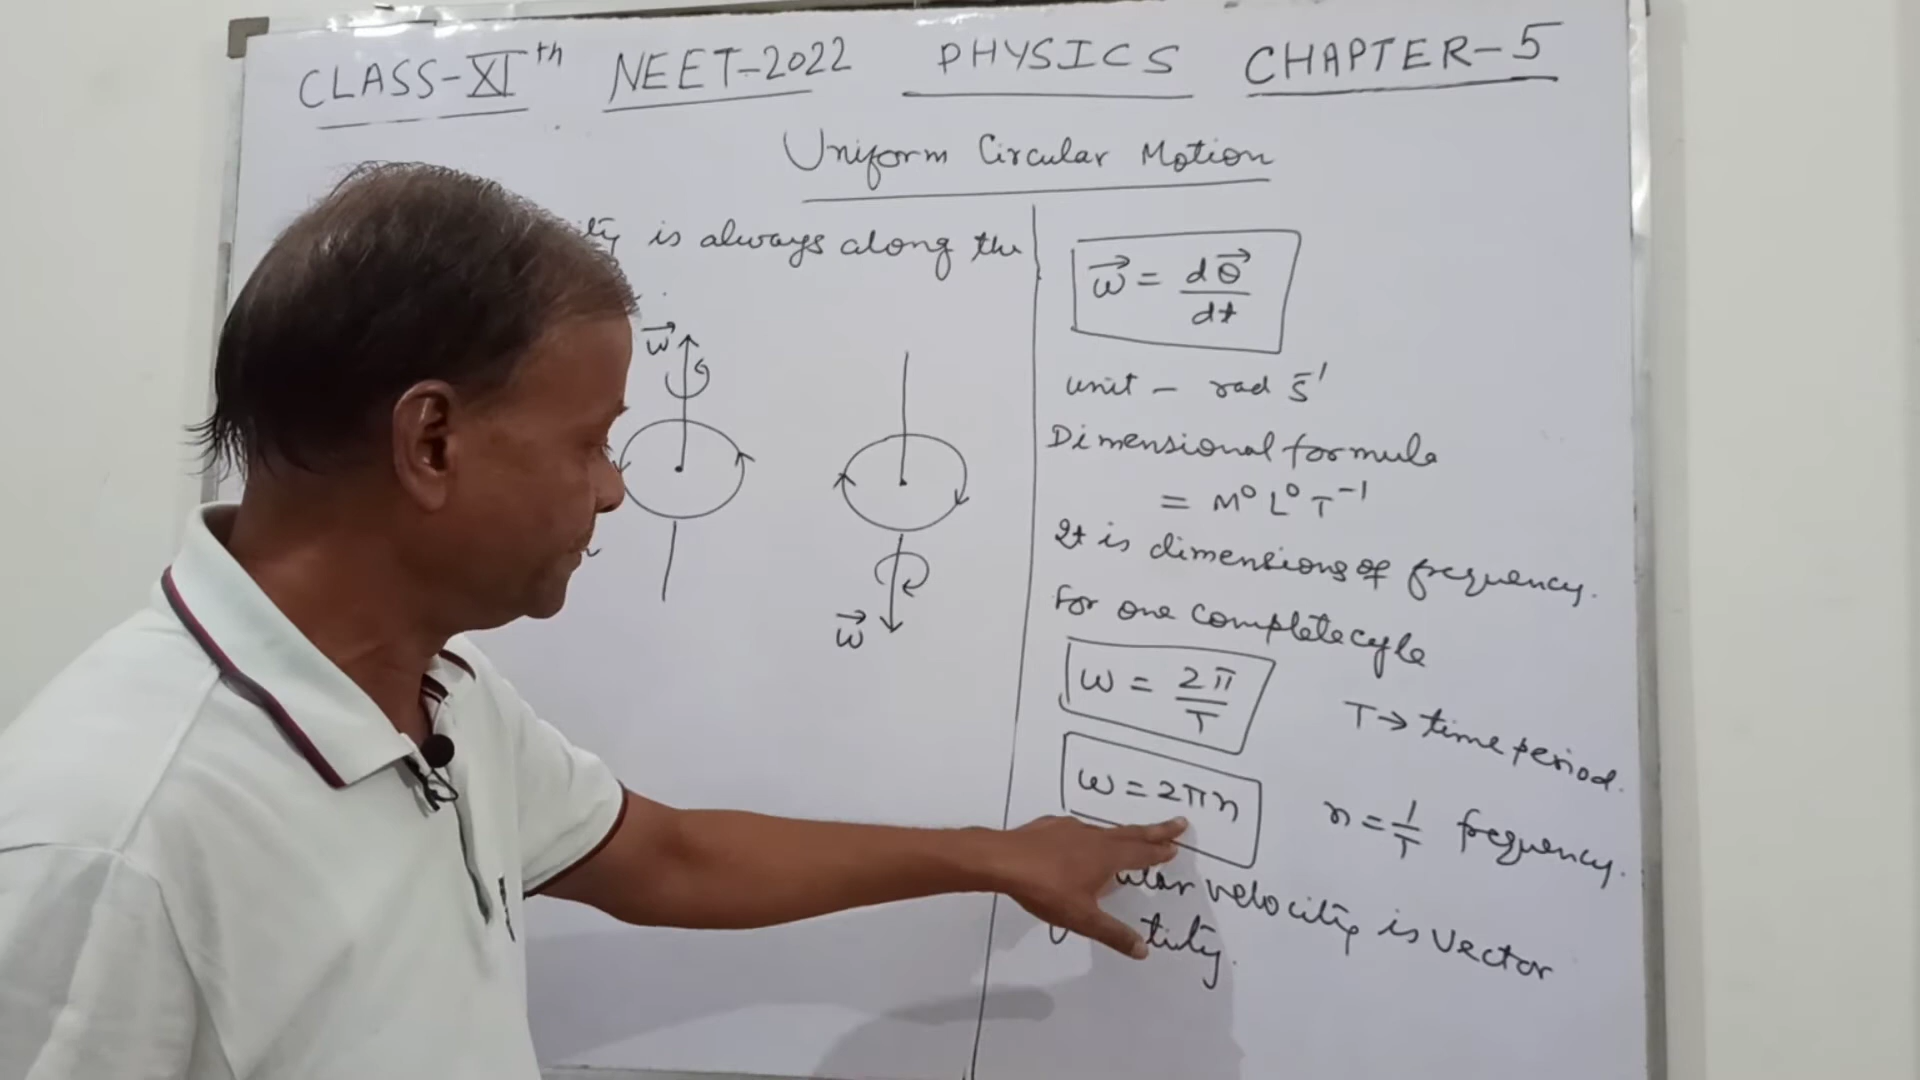 CLASS-XIth NEET-2022 PHYSICS CHAPTER-5
Uniform Circular Motion
is always along the
ω⃗
ω⃗
ω⃗ = dθ⃗/dt
unit - rad s⁻¹
Dimensional formula
= M⁰ L⁰ T⁻¹
It is dimensions of frequency.
For one complete cycle
ω = 2π/T T → time period.
ω = 2πn n = 1/T frequency.
velocity is vector